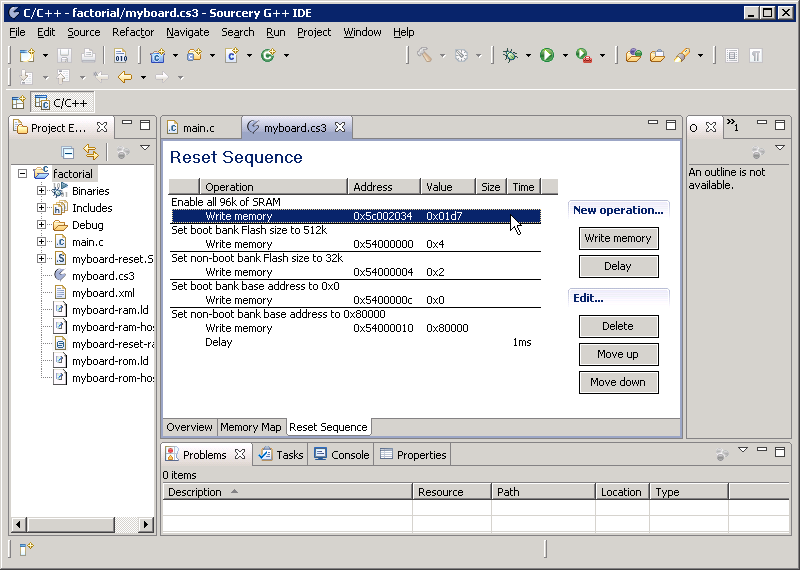 C/C++ - factorial/myboard.cs3 - Sourcery G++ IDE
File Edit Source Refactor Navigate Search Run Project Window Help
010
C/C++
Project E...
factorial
Binaries
Includes
Debug
main.c
myboard-reset.S
myboard.cs3
myboard.xml
myboard-ram.ld
myboard-ram-hos
myboard-reset-ra
myboard-rom.ld
myboard-rom-hos
main.c myboard.cs3
Reset Sequence
Operation Address Value Size Time
Enable all 96k of SRAM
Write memory 0x5c002034 0x01d7
Set boot bank Flash size to 512k
Write memory 0x54000000 0x4
Set non-boot bank Flash size to 32k
Write memory 0x54000004 0x2
Set boot bank base address to 0x0
Write memory 0x5400000c 0x0
Set non-boot bank base address to 0x80000
Write memory 0x54000010 0x80000
Delay 1ms
New operation...
Write memory
Delay
Edit...
Delete
Move up
Move down
Overview Memory Map Reset Sequence
O 1
An outline is not
available.
Problems Tasks Console Properties
0 items
Description Resource Path Location Type